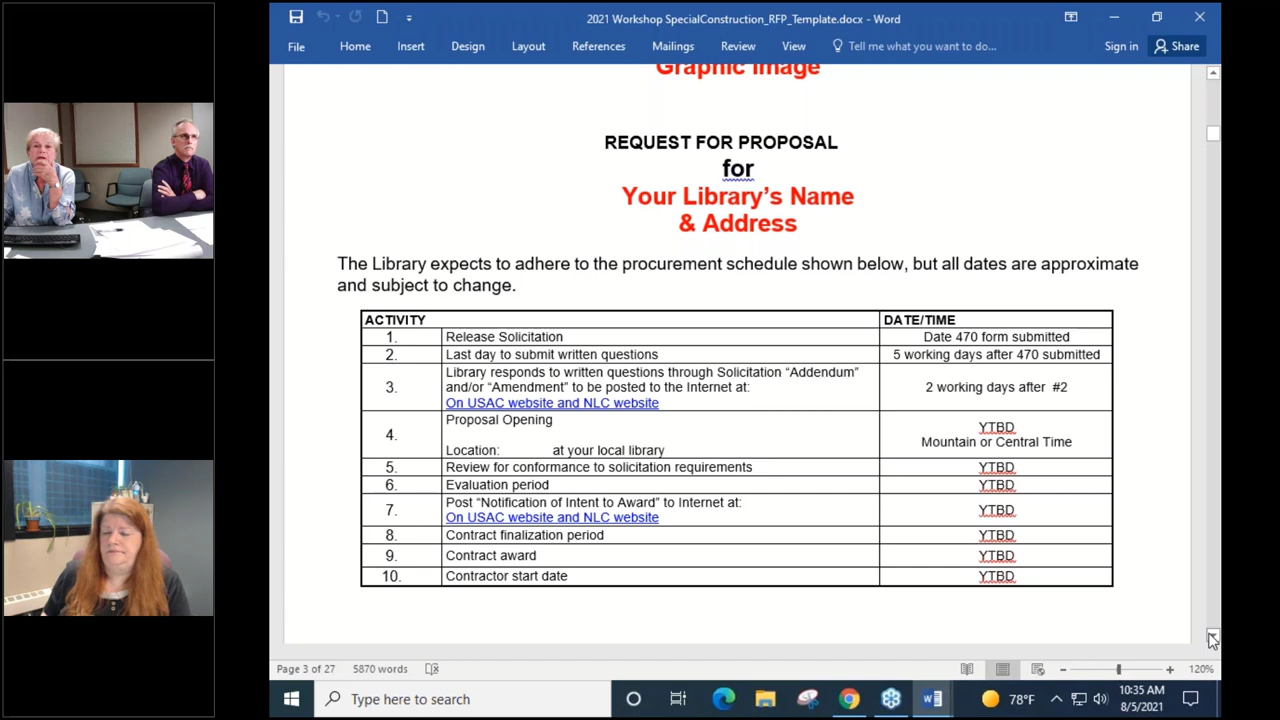 2021 Workshop SpecialConstruction_RFP_Template.docx - Word
File Home Insert Design Layout References Mailings Review View Tell me what you want to do... Sign in Share
Graphic Image
REQUEST FOR PROPOSAL
for
Your Library’s Name
& Address
The Library expects to adhere to the procurement schedule shown below, but all dates are approximate
and subject to change.
ACTIVITY DATE/TIME
1. Release Solicitation Date 470 form submitted
2. Last day to submit written questions 5 working days after 470 submitted
Library responds to written questions through Solicitation “Addendum”
3. and/or “Amendment” to be posted to the Internet at: 2 working days after #2
On USAC website and NLC website
4. Proposal Opening YTBD
Location: at your local library Mountain or Central Time
5. Review for conformance to solicitation requirements YTBD
6. Evaluation period YTBD
7. Post “Notification of Intent to Award” to Internet at: YTBD
On USAC website and NLC website
8. Contract finalization period YTBD
9. Contract award YTBD
10. Contractor start date YTBD
Page 3 of 27 5870 words 120%
Type here to search 78°F 10:35 AM
8/5/2021